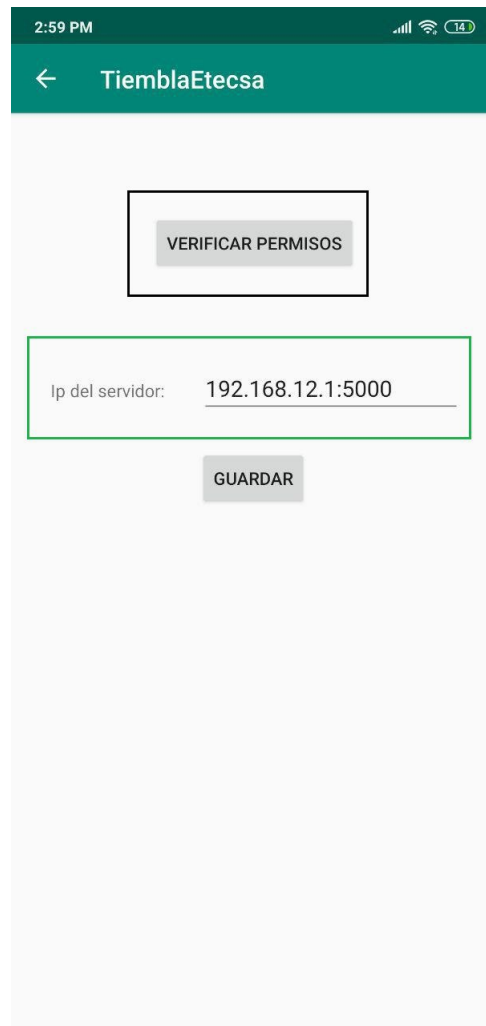 2:59 PM 14
TiemblaEtecsa
VERIFICAR PERMISOS
Ip del servidor: 192.168.12.1:5000
GUARDAR